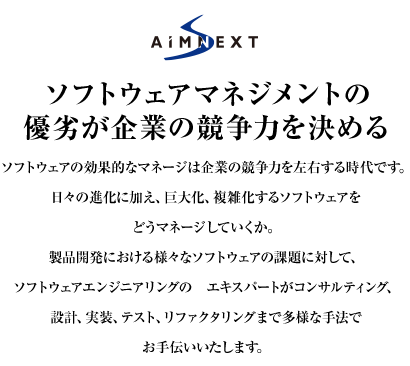 AiMNEXT
ソフトウェアマネジメントの
優劣が企業の競争力を決める
ソフトウェアの効果的なマネージは企業の競争力を左右する時代です。
日々の進化に加え、巨大化、複雑化するソフトウェアを
どうマネージしていくか。
製品開発における様々なソフトウェアの課題に対して、
ソフトウェアエンジニアリングの　エキスパートがコンサルティング、
設計、実装、テスト、リファクタリングまで多様な手法で
お手伝いいたします。